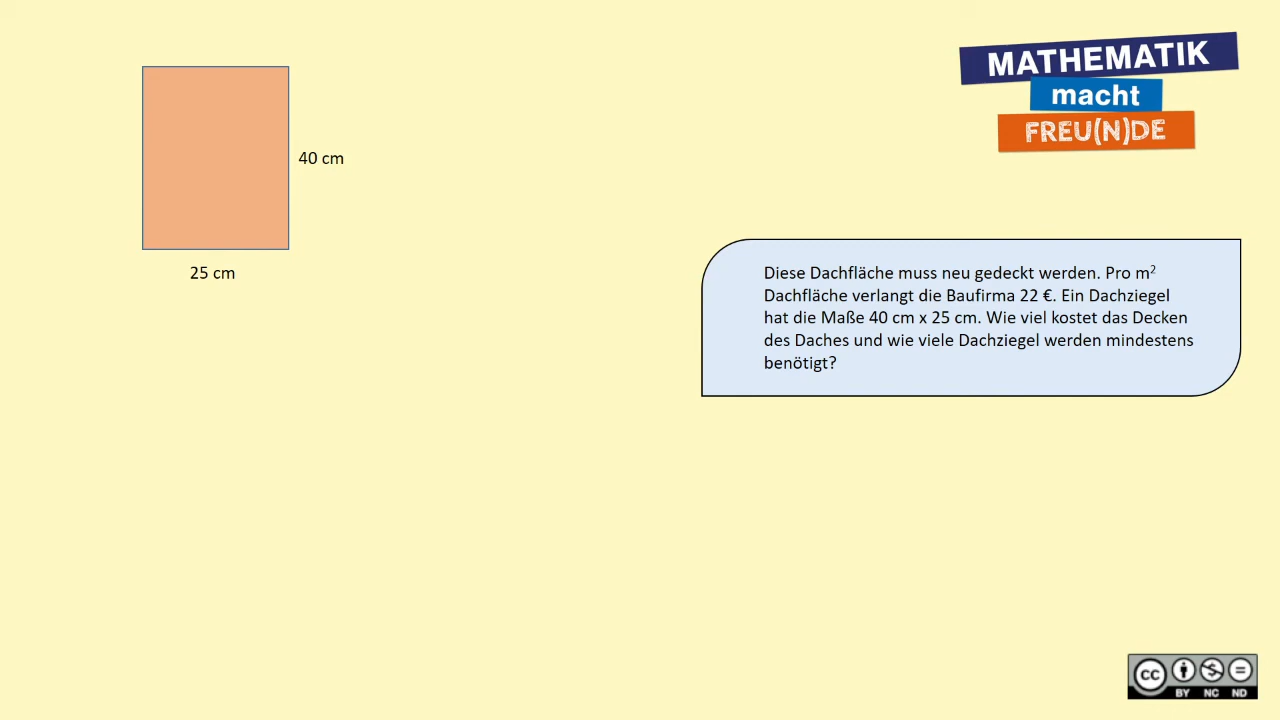 MATHEMATIK
macht
FREU(N)DE
40 cm
25 cm
Diese Dachfläche muss neu gedeckt werden. Pro m²
Dachfläche verlangt die Baufirma 22 €. Ein Dachziegel
hat die Maße 40 cm x 25 cm. Wie viel kostet das Decken
des Daches und wie viele Dachziegel werden mindestens
benötigt?
cc
BY NC ND